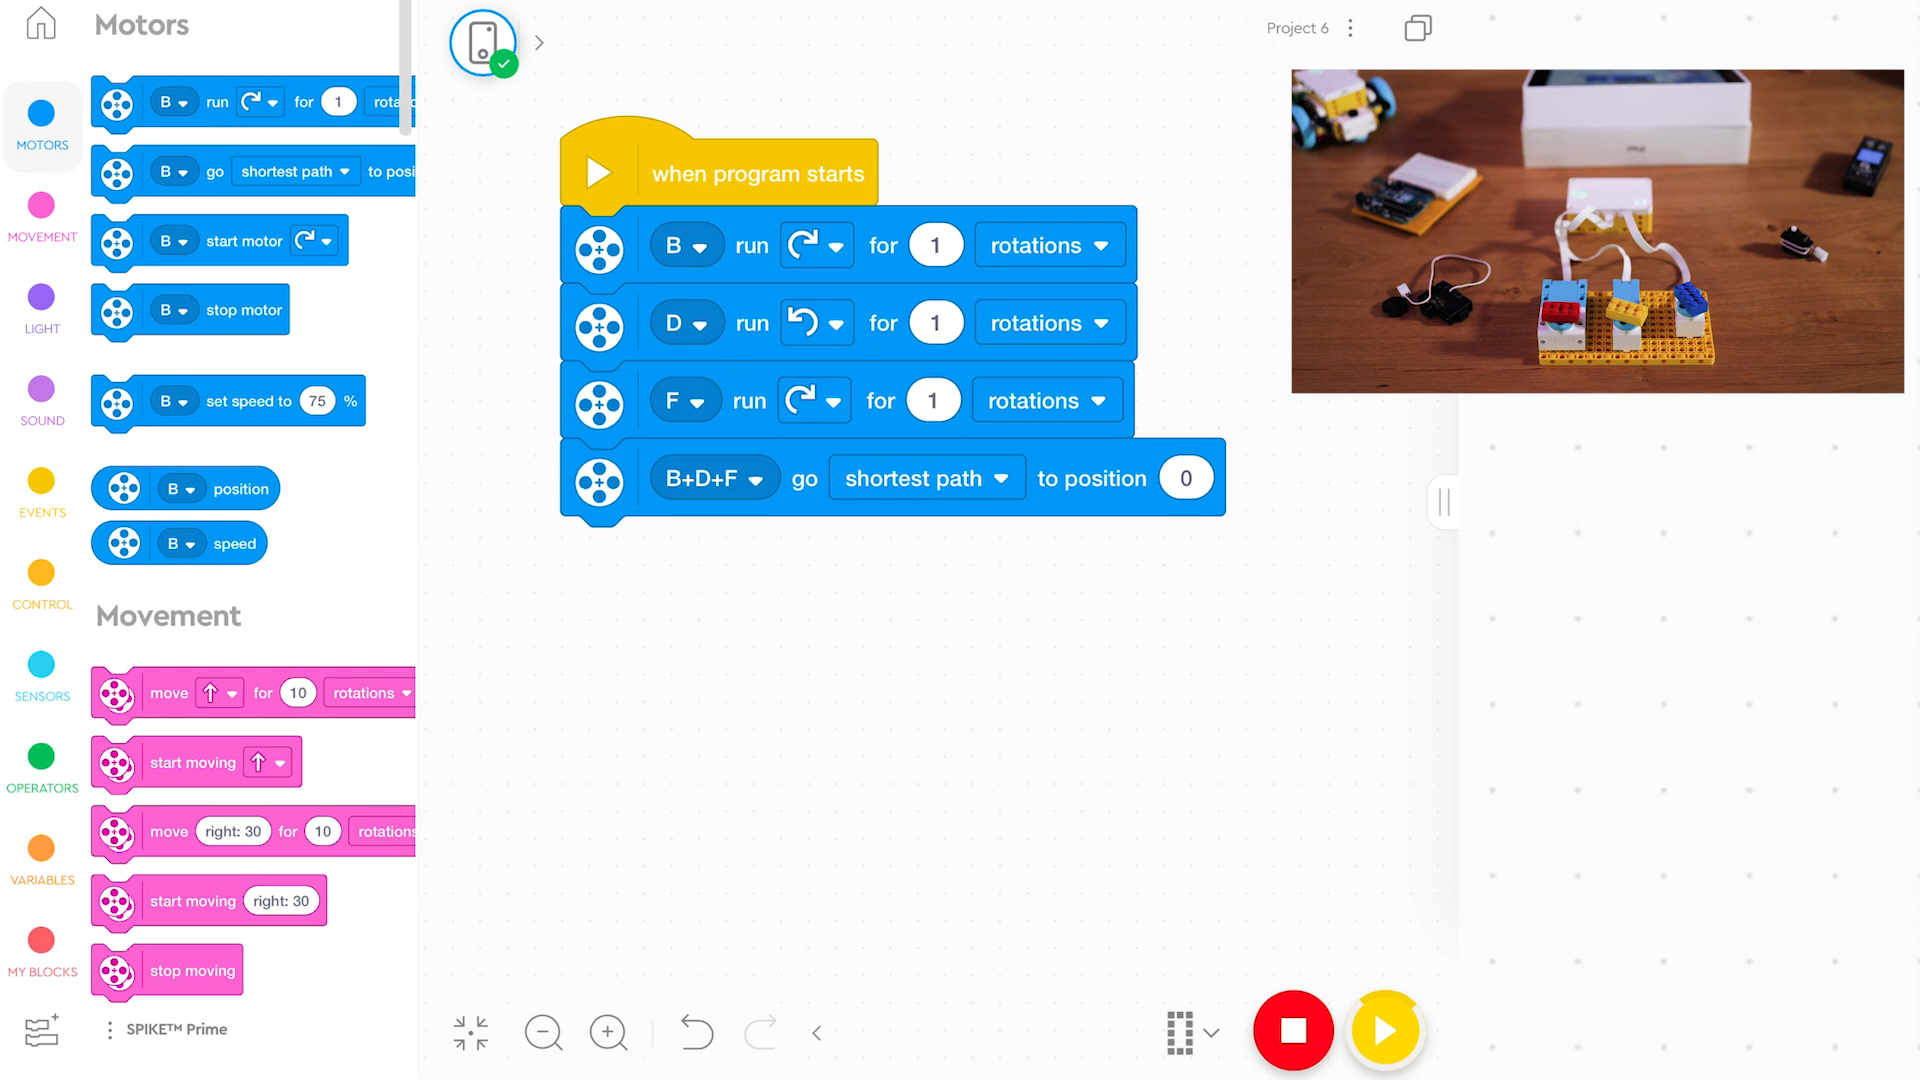 Motors
B run for 1 rota
B go shortest path to posi
B start motor
B stop motor
B set speed to 75 %
B position
B speed
Movement
move for 10 rotations
start moving
move right: 30 for 10 rotations
start moving right: 30
stop moving
MOTORS
MOVEMENT
LIGHT
SOUND
EVENTS
CONTROL
SENSORS
OPERATORS
VARIABLES
MY BLOCKS
SPIKE™ Prime
Project 6
when program starts
B run for 1 rotations
D run for 1 rotations
F run for 1 rotations
B+D+F go shortest path to position 0